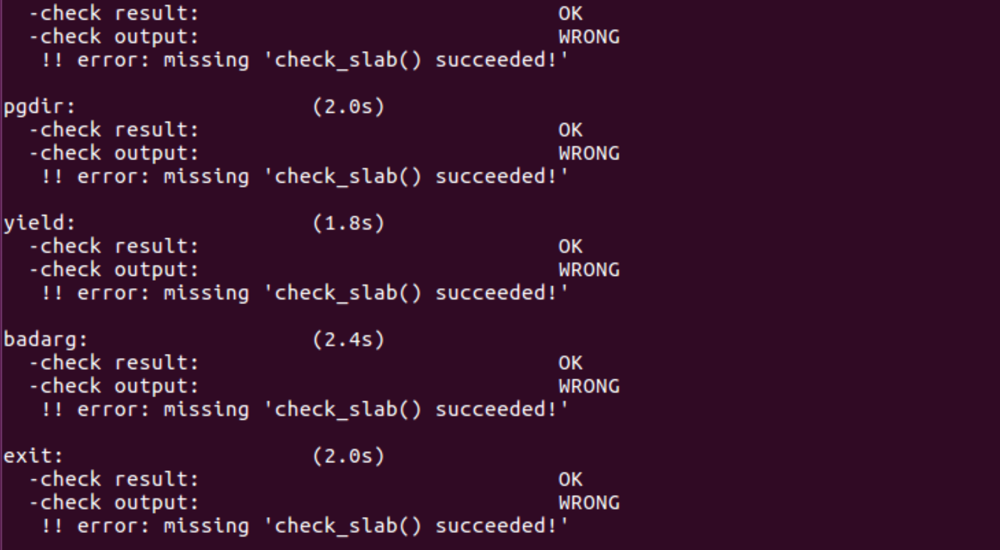 -check result: OK
-check output: WRONG
!! error: missing 'check_slab() succeeded!'
pgdir: (2.0s)
-check result: OK
-check output: WRONG
!! error: missing 'check_slab() succeeded!'
yield: (1.8s)
-check result: OK
-check output: WRONG
!! error: missing 'check_slab() succeeded!'
badarg: (2.4s)
-check result: OK
-check output: WRONG
!! error: missing 'check_slab() succeeded!'
exit: (2.0s)
-check result: OK
-check output: WRONG
!! error: missing 'check_slab() succeeded!'